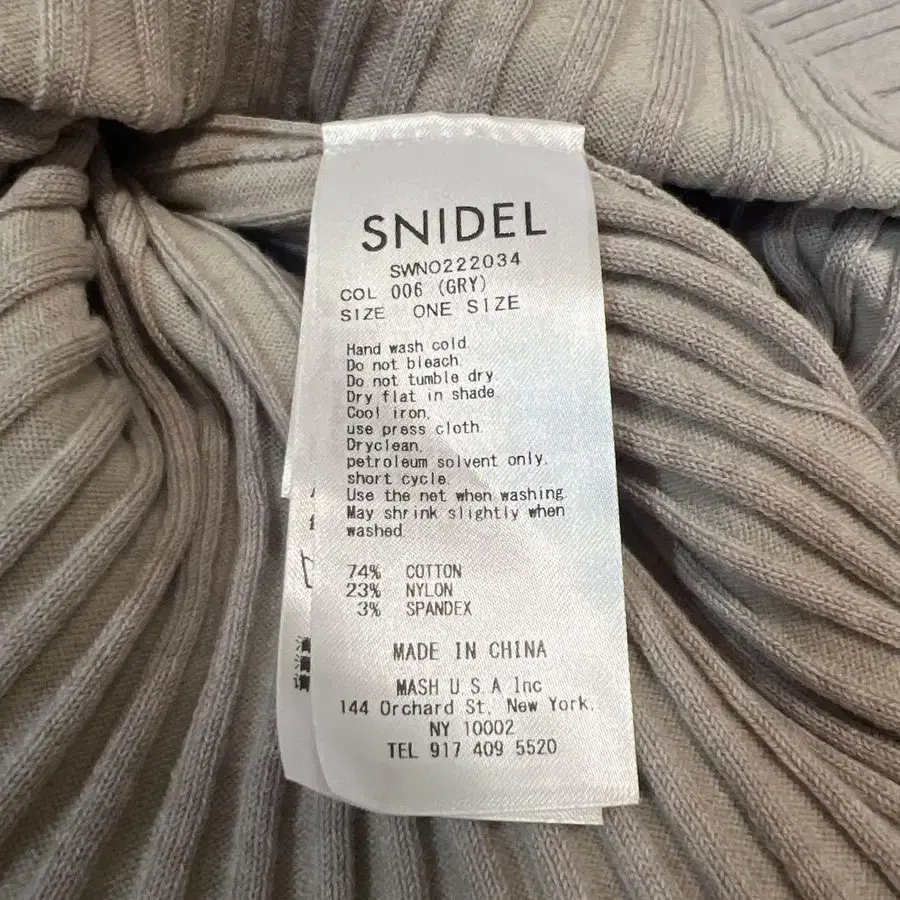 SNIDEL
SWNO222034
COL 006 (GRY)
SIZE ONE SIZE
Hand wash cold.
Do not bleach.
Do not tumble dry.
Dry flat in shade.
Cool iron,
use press cloth.
Dryclean,
petroleum solvent only,
short cycle.
Use the net when washing.
May shrink slightly when
washed.
74% COTTON
23% NYLON
3% SPANDEX
MADE IN CHINA
MASH U S A Inc
144 Orchard St. New York,
NY 10002
TEL 917 409 5520